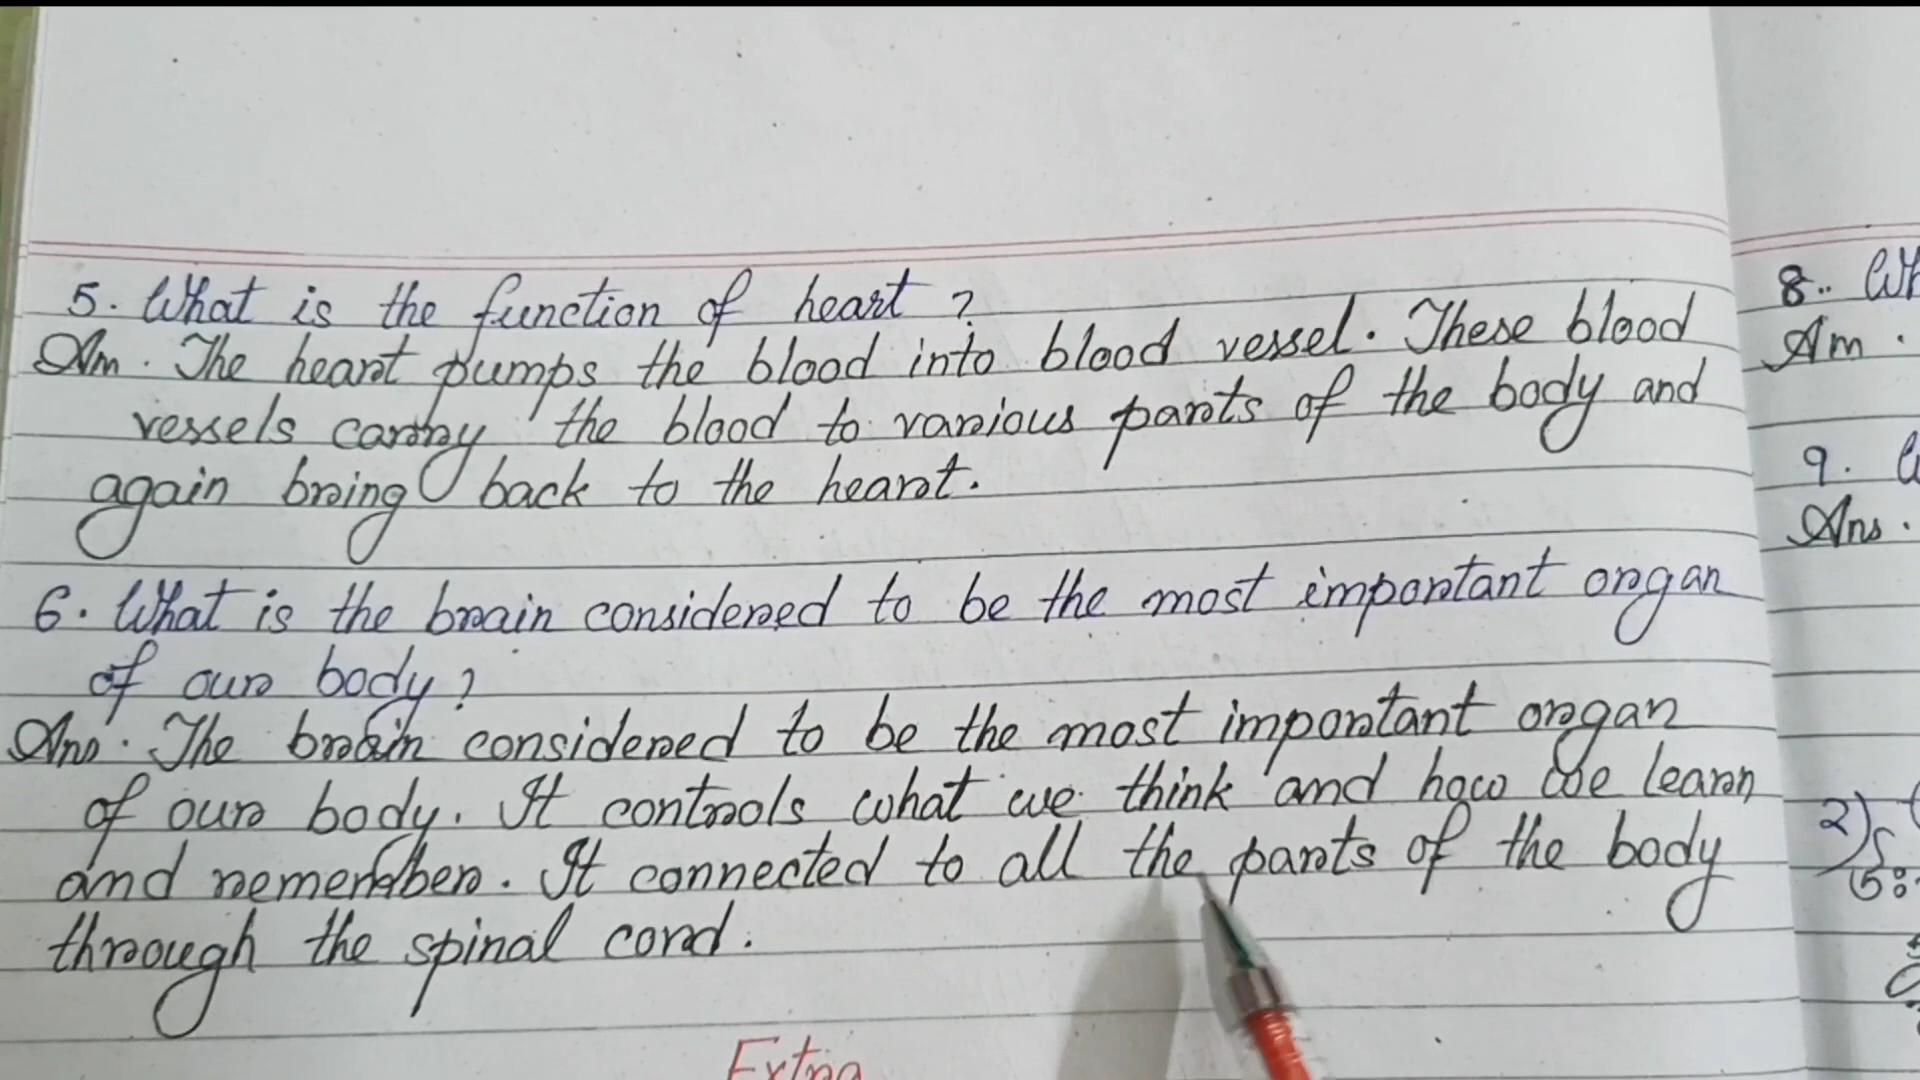 5. What is the function of heart ?
Ans. The heart pumps the blood into blood vessel. These blood
vessels carry the blood to various parts of the body and
again bring back to the heart.
6. What is the brain considered to be the most important organ
of our body?
Ans. The brain considered to be the most important organ
of our body. It controls what we think and how we learn
and remember. It connected to all the parts of the body
through the spinal cord.
Extra
8.. Wh
Ans.
9.
Ans.
2)